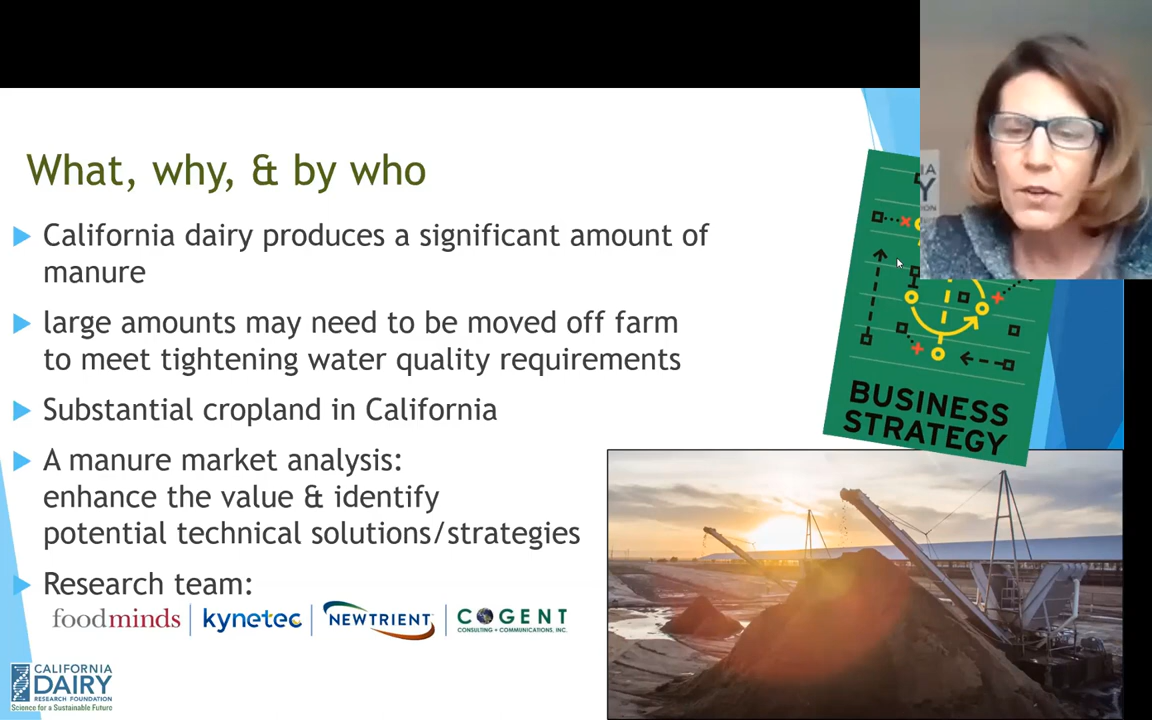 What, why, & by who
California dairy produces a significant amount of
manure
large amounts may need to be moved off farm
to meet tightening water quality requirements
Substantial cropland in California
A manure market analysis:
enhance the value & identify
potential technical solutions/strategies
Research team:
foodminds
kynetec
NEWTRIENT
COGENT
CONSULTING + COMMUNICATIONS, INC.
BUSINESS
STRATEGY
CALIFORNIA
DAIRY
RESEARCH FOUNDATION
Science for a Sustainable Future